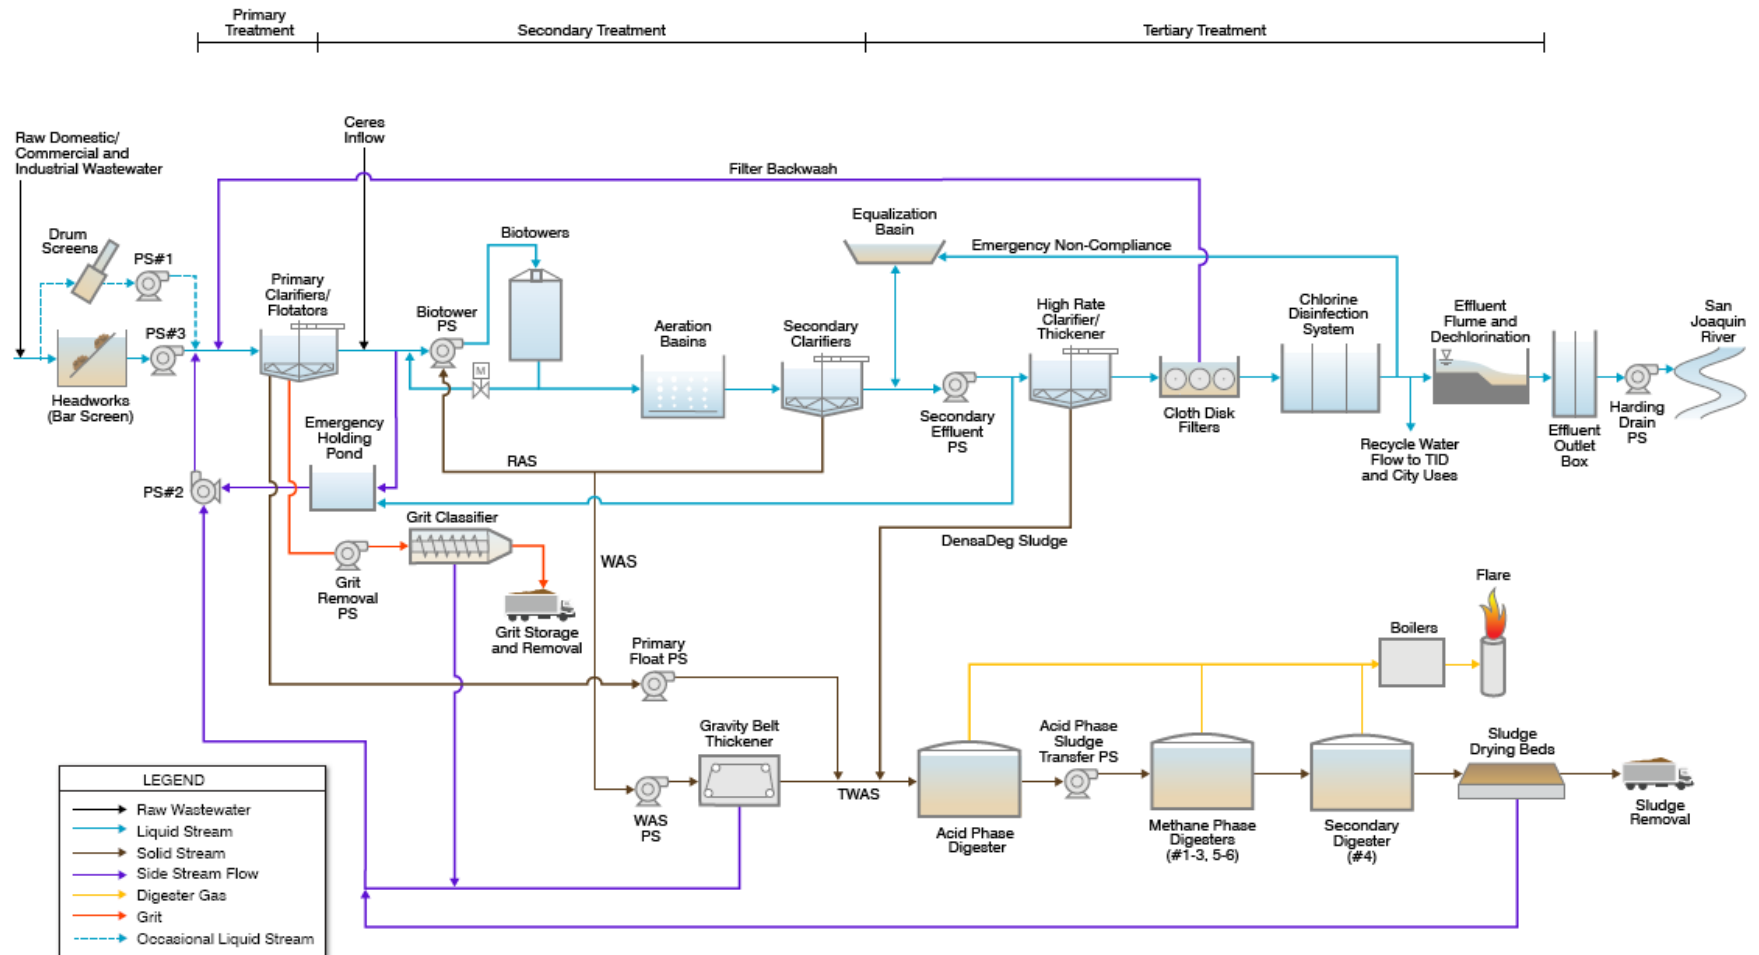 Primary
Treatment
Secondary Treatment
Tertiary Treatment
Raw Domestic/
Commercial and
Industrial Wastewater
Ceres
Inflow
Filter Backwash
Drum
Screens
PS#1
PS#3
Headworks
(Bar Screen)
Primary
Clarifiers/
Flotators
Biotower
PS
Biotowers
M
Aeration
Basins
Secondary
Clarifiers
Equalization
Basin
Emergency Non-Compliance
Secondary
Effluent
PS
High Rate
Clarifier/
Thickener
Cloth Disk
Filters
Chlorine
Disinfection
System
Recycle Water
Flow to TID
and City Uses
Effluent
Flume and
Dechlorination
Effluent
Outlet
Box
Harding
Drain
PS
San
Joaquin
River
Emergency
Holding
Pond
PS#2
RAS
Grit Classifier
Grit
Removal
PS
Grit Storage
and Removal
WAS
DensaDeg Sludge
Primary
Float PS
WAS
PS
Gravity Belt
Thickener
TWAS
Acid Phase
Digester
Acid Phase
Sludge
Transfer PS
Methane Phase
Digesters
(#1-3, 5-6)
Secondary
Digester
(#4)
Boilers
Flare
Sludge
Drying Beds
Sludge
Removal
LEGEND
Raw Wastewater
Liquid Stream
Solid Stream
Side Stream Flow
Digester Gas
Grit
Occasional Liquid Stream